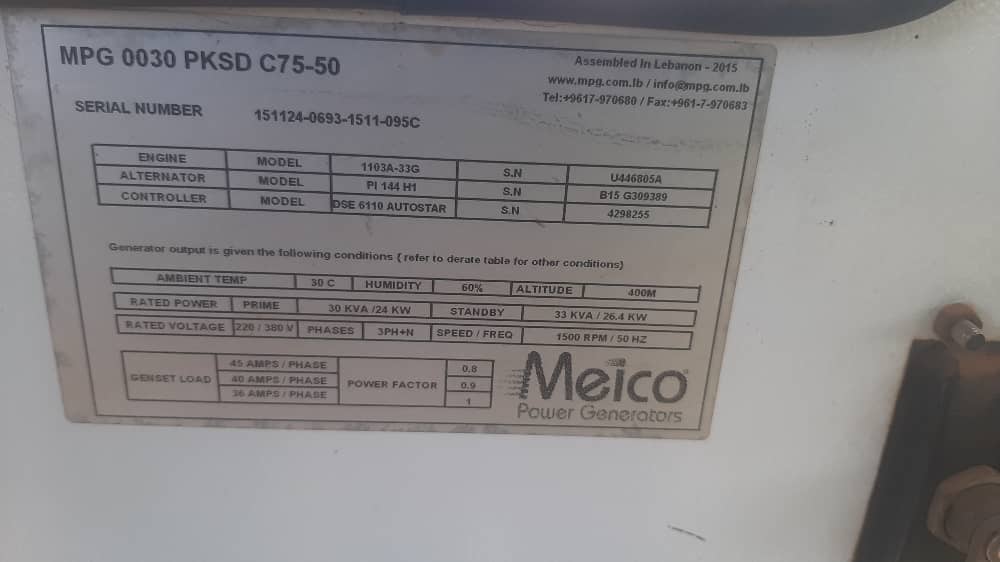 MPG 0030 PKSD C75-50
Assembled In Lebanon - 2015
www.mpg.com.lb / info@mpg.com.lb
Tel:+9617-970680 / Fax:+961-7-970683
SERIAL NUMBER 151124-0693-1511-095C
ENGINE MODEL 1103A-33G S.N U446805A
ALTERNATOR MODEL PI 144 H1 S.N B15 G309389
CONTROLLER MODEL DSE 6110 AUTOSTAR S.N 4298255
Generator output is given the following conditions ( refer to derate table for other conditions)
AMBIENT TEMP 30 C HUMIDITY 60% ALTITUDE 400M
RATED POWER PRIME 30 KVA /24 KW STANDBY 33 KVA / 26.4 KW
RATED VOLTAGE 220 / 380 V PHASES 3PH+N SPEED / FREQ 1500 RPM / 50 HZ
GENSET LOAD
45 AMPS / PHASE
40 AMPS / PHASE
36 AMPS / PHASE
POWER FACTOR
0.8
0.9
1
Meico
Power Generators